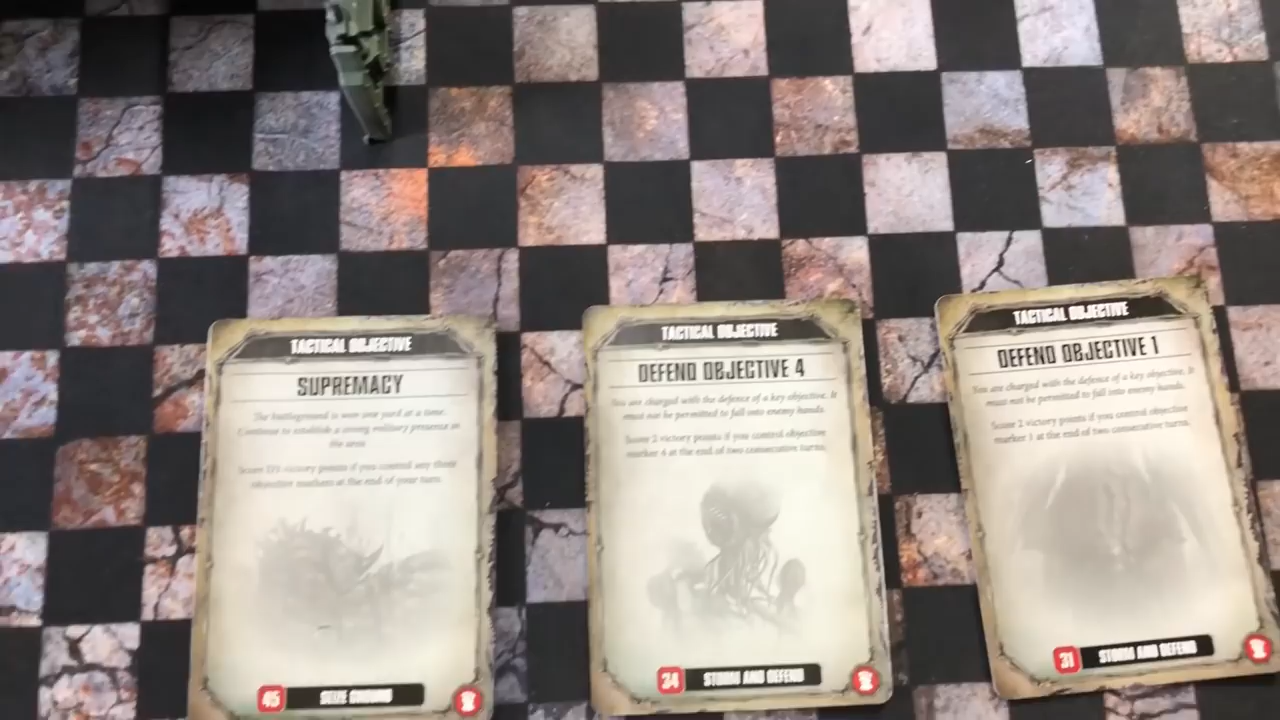 TACTICAL OBJECTIVE
SUPREMACY
The battleground is won one yard at a time.
Continue to establish a strong military presence in
the area.
Score D3 victory points if you control any three
objective markers at the end of your turn.
45
SEIZE GROUND
TACTICAL OBJECTIVE
DEFEND OBJECTIVE 4
You are charged with the defence of a key objective. It
must not be permitted to fall into enemy hands.
Score 2 victory points if you control objective
marker 4 at the end of two consecutive turns.
34
STORM AND DEFEND
TACTICAL OBJECTIVE
DEFEND OBJECTIVE 1
You are charged with the defence of a key objective. It
must not be permitted to fall into enemy hands.
Score 2 victory points if you control objective
marker 1 at the end of two consecutive turns.
31
STORM AND DEFEND